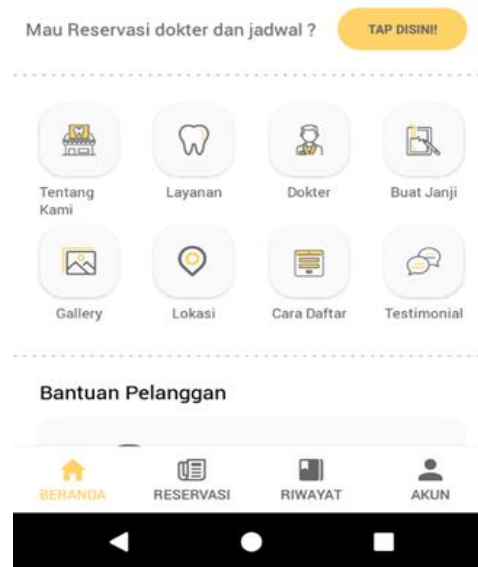 Mau Reservasi dokter dan jadwal ?
TAP DISINI!
Tentang
Kami
Layanan
Dokter
Buat Janji
Gallery
Lokasi
Cara Daftar
Testimonial
Bantuan Pelanggan
BERANDA
RESERVASI
RIWAYAT
AKUN